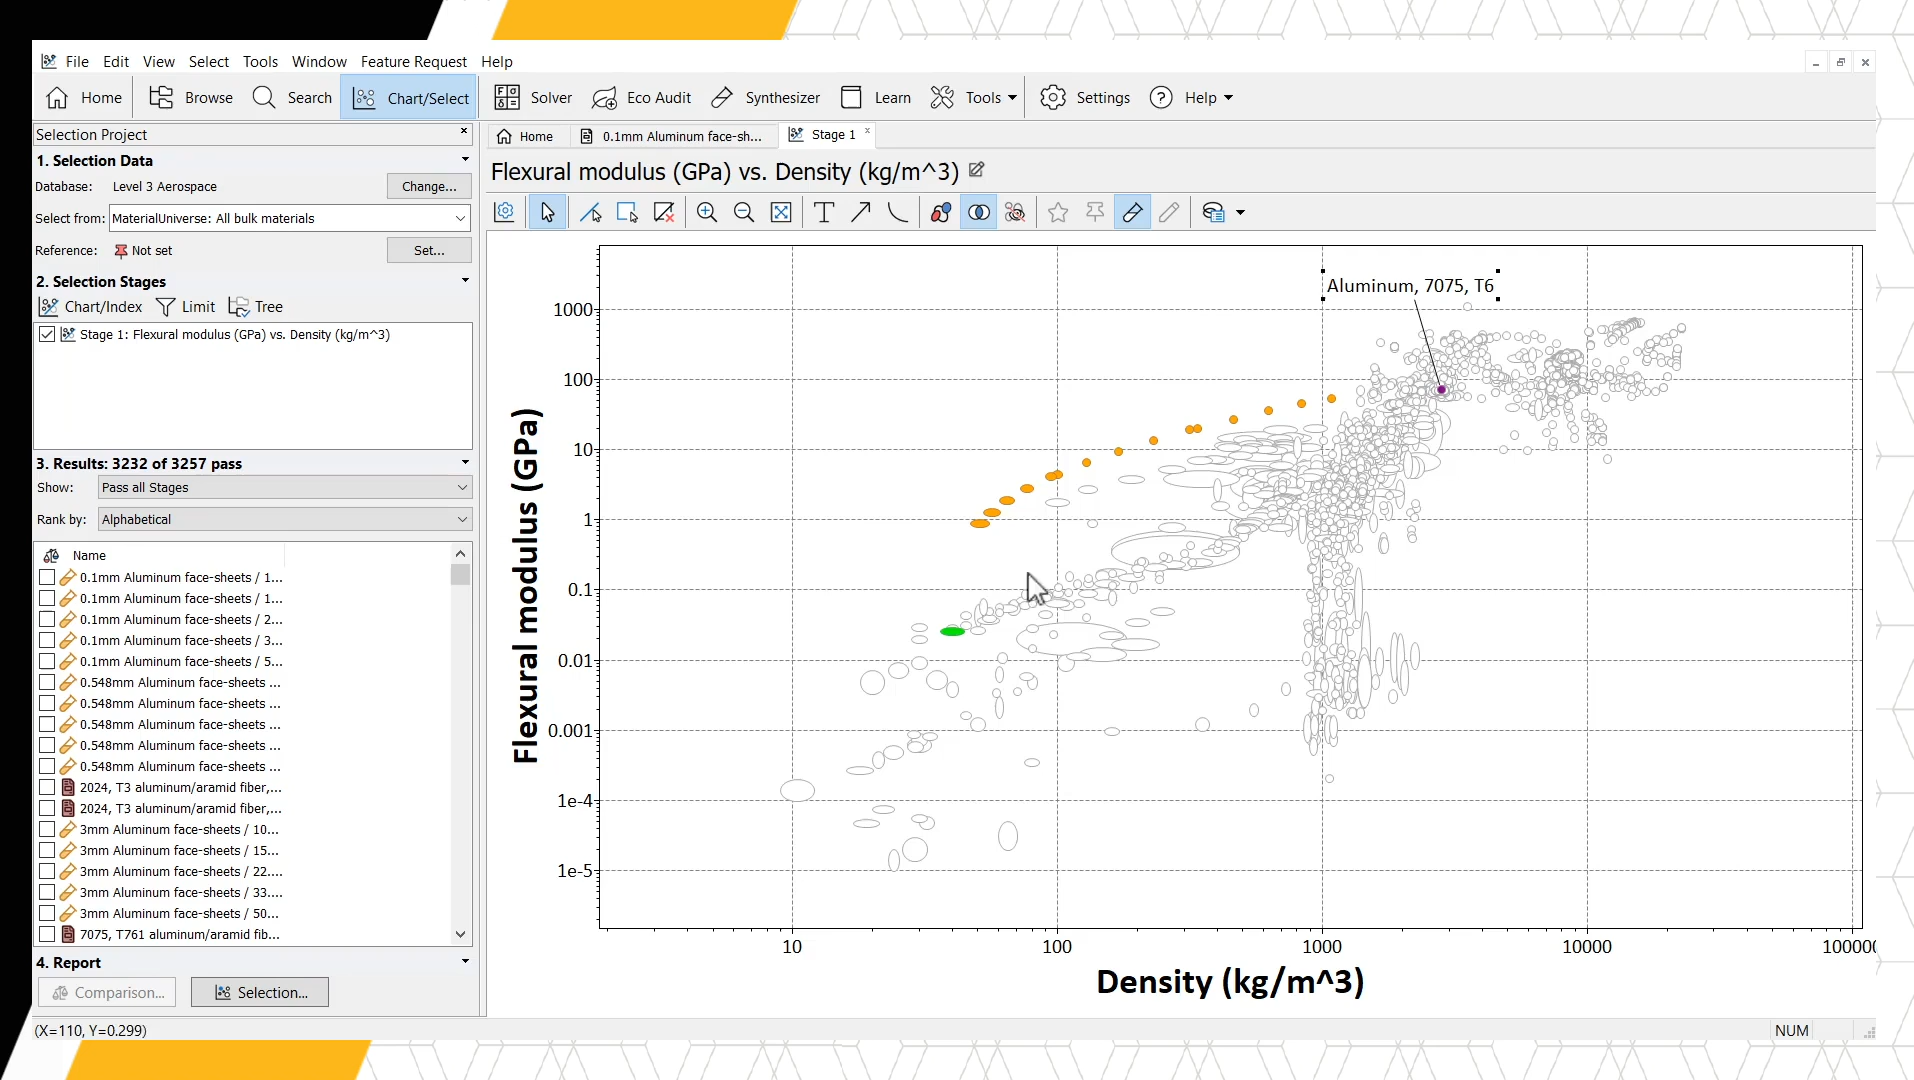 File Edit View Select Tools Window Feature Request Help
Home Browse Search Chart/Select Solver Eco Audit Synthesizer Learn Tools Settings Help
Selection Project
1. Selection Data
Database: Level 3 Aerospace Change...
Select from: MaterialUniverse: All bulk materials
Reference: Not set Set...
2. Selection Stages
Chart/Index Limit Tree
Stage 1: Flexural modulus (GPa) vs. Density (kg/m^3)
3. Results: 3232 of 3257 pass
Show: Pass all Stages
Rank by: Alphabetical
Name
0.1mm Aluminum face-sheets / 1...
0.1mm Aluminum face-sheets / 1...
0.1mm Aluminum face-sheets / 2...
0.1mm Aluminum face-sheets / 3...
0.1mm Aluminum face-sheets / 5...
0.548mm Aluminum face-sheets ...
0.548mm Aluminum face-sheets ...
0.548mm Aluminum face-sheets ...
0.548mm Aluminum face-sheets ...
0.548mm Aluminum face-sheets ...
2024, T3 aluminum/aramid fiber,...
2024, T3 aluminum/aramid fiber,...
3mm Aluminum face-sheets / 10...
3mm Aluminum face-sheets / 15...
3mm Aluminum face-sheets / 22....
3mm Aluminum face-sheets / 33....
3mm Aluminum face-sheets / 50...
7075, T761 aluminum/aramid fib...
4. Report
Comparison... Selection...
Home 0.1mm Aluminum face-sh... Stage 1
Flexural modulus (GPa) vs. Density (kg/m^3)
Aluminum, 7075, T6
Flexural modulus (GPa)
1000
100
10
1
0.1
0.01
0.001
1e-4
1e-5
10 100 1000 10000 100000
Density (kg/m^3)
(X=110, Y=0.299) NUM